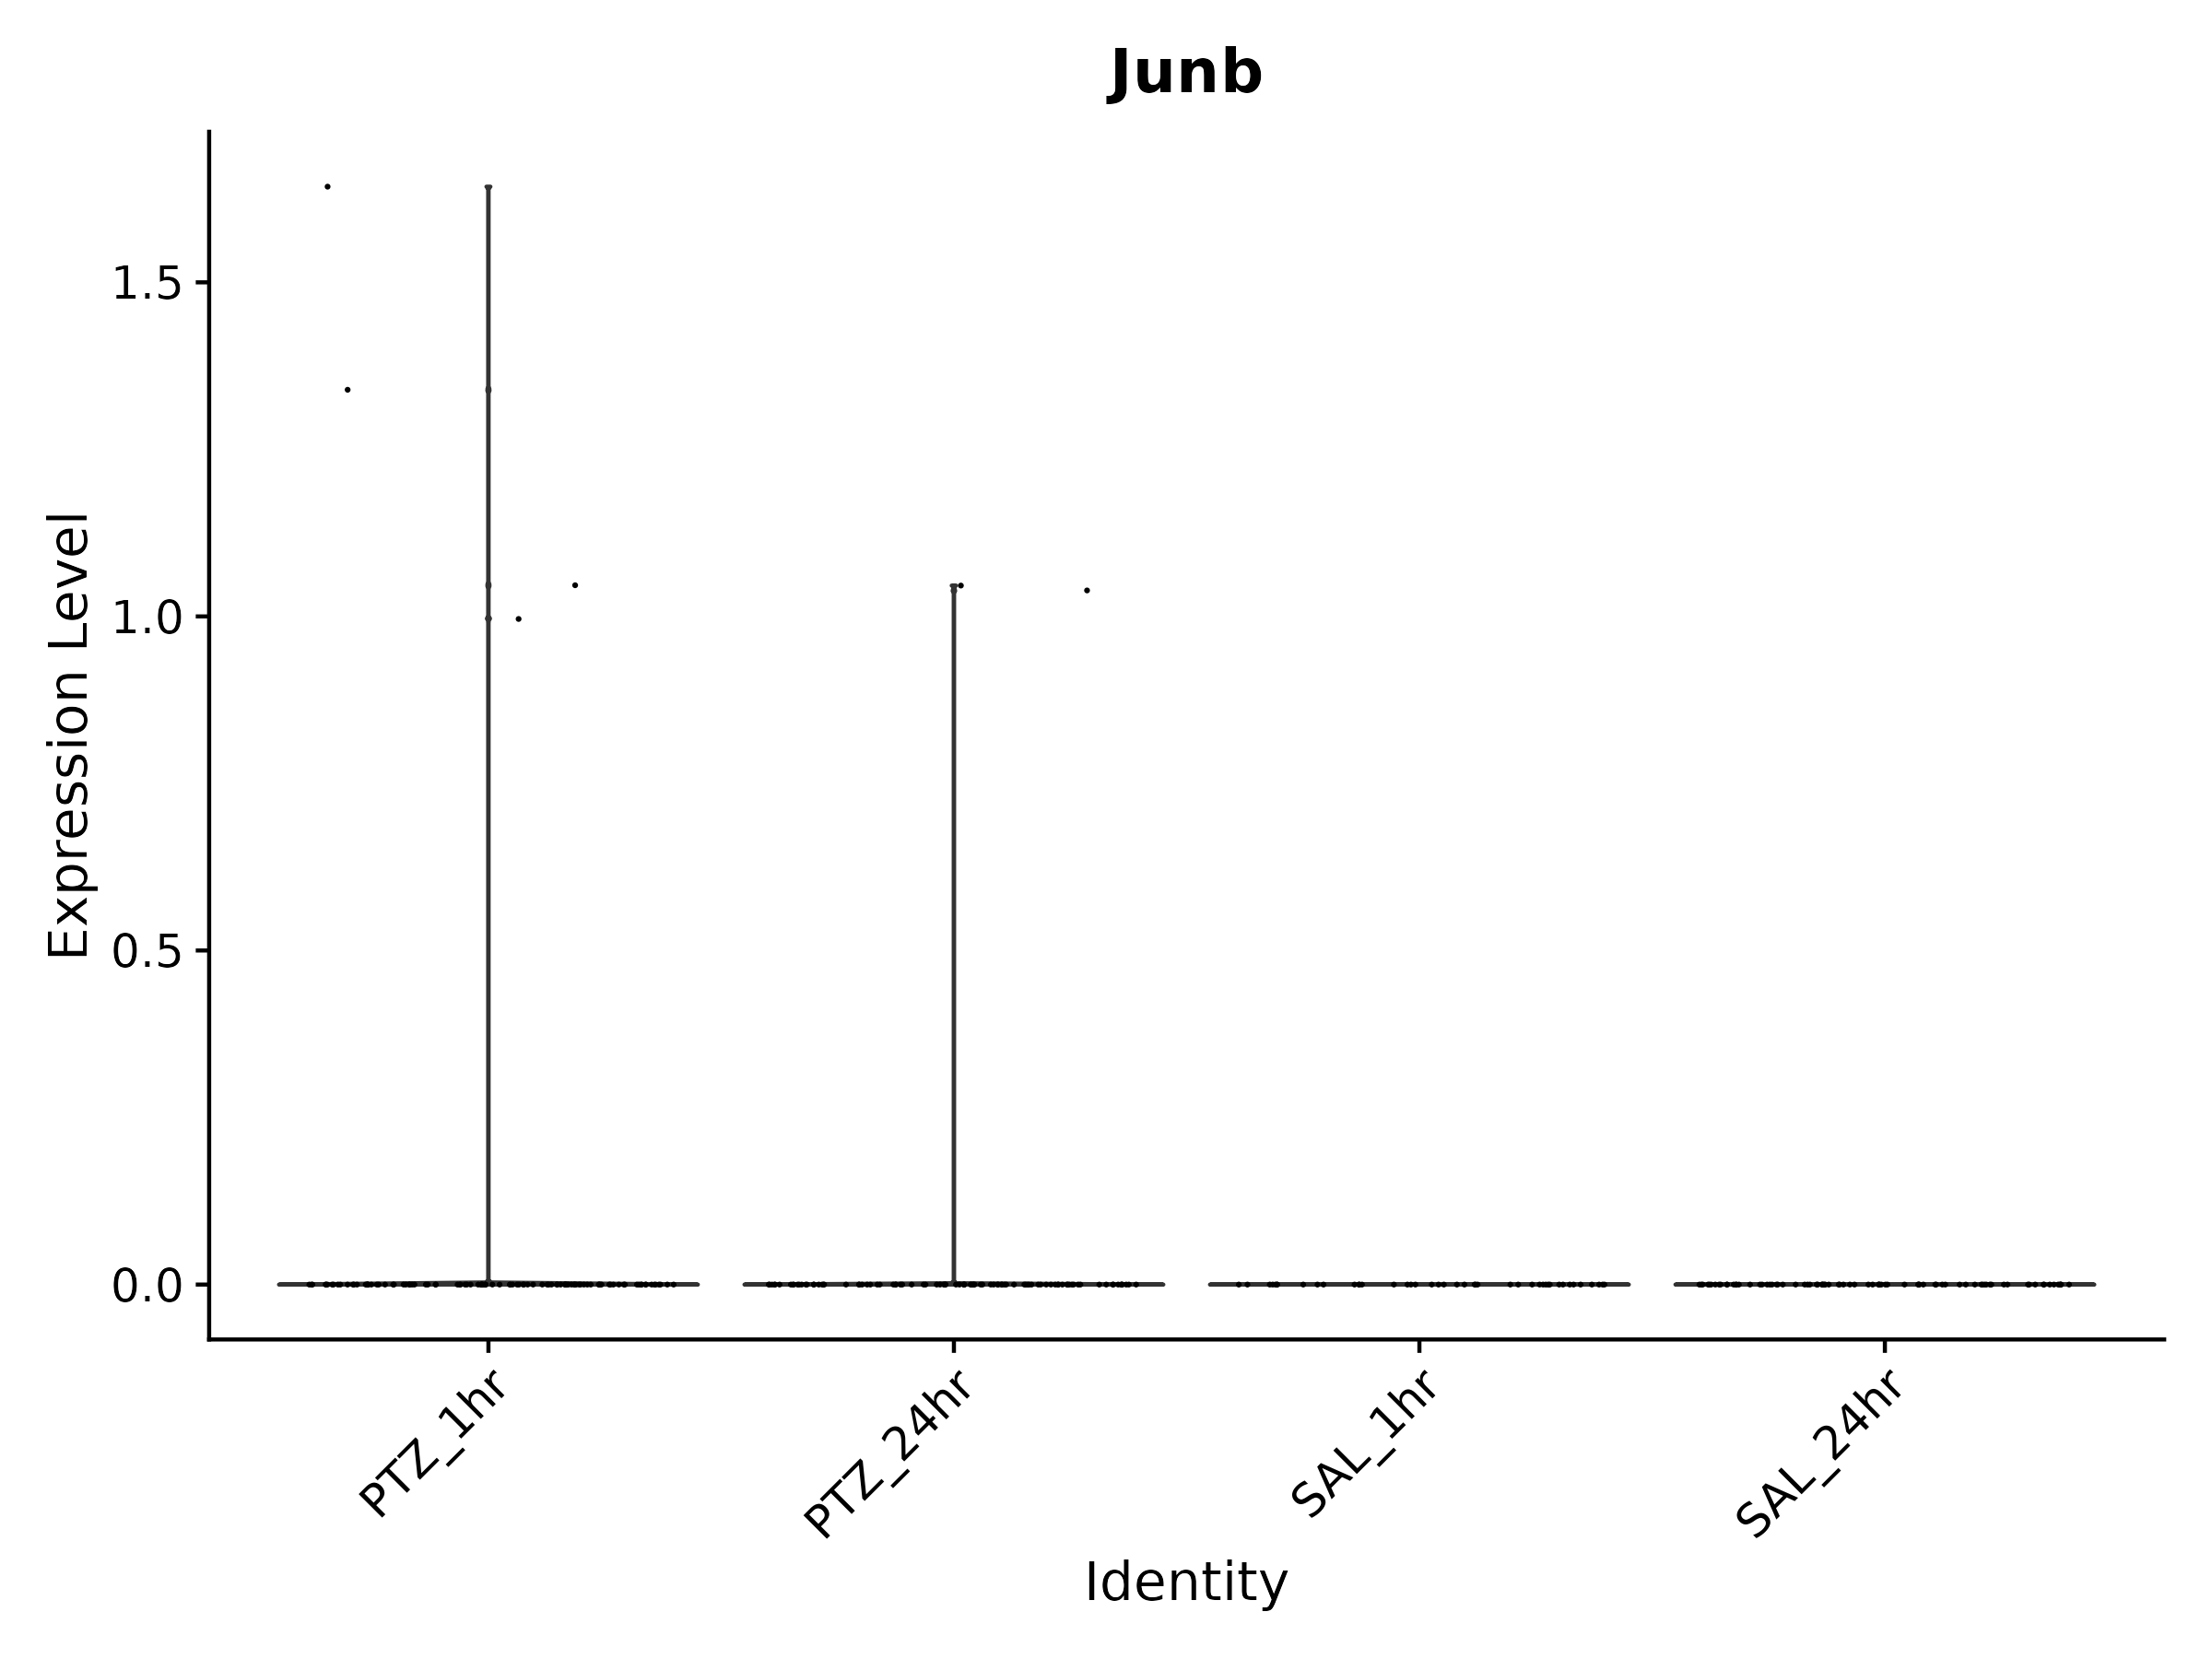 Junb
Expression Level
1.5
1.0
0.5
0.0
PTZ_1hr
PTZ_24hr
SAL_1hr
SAL_24hr
Identity